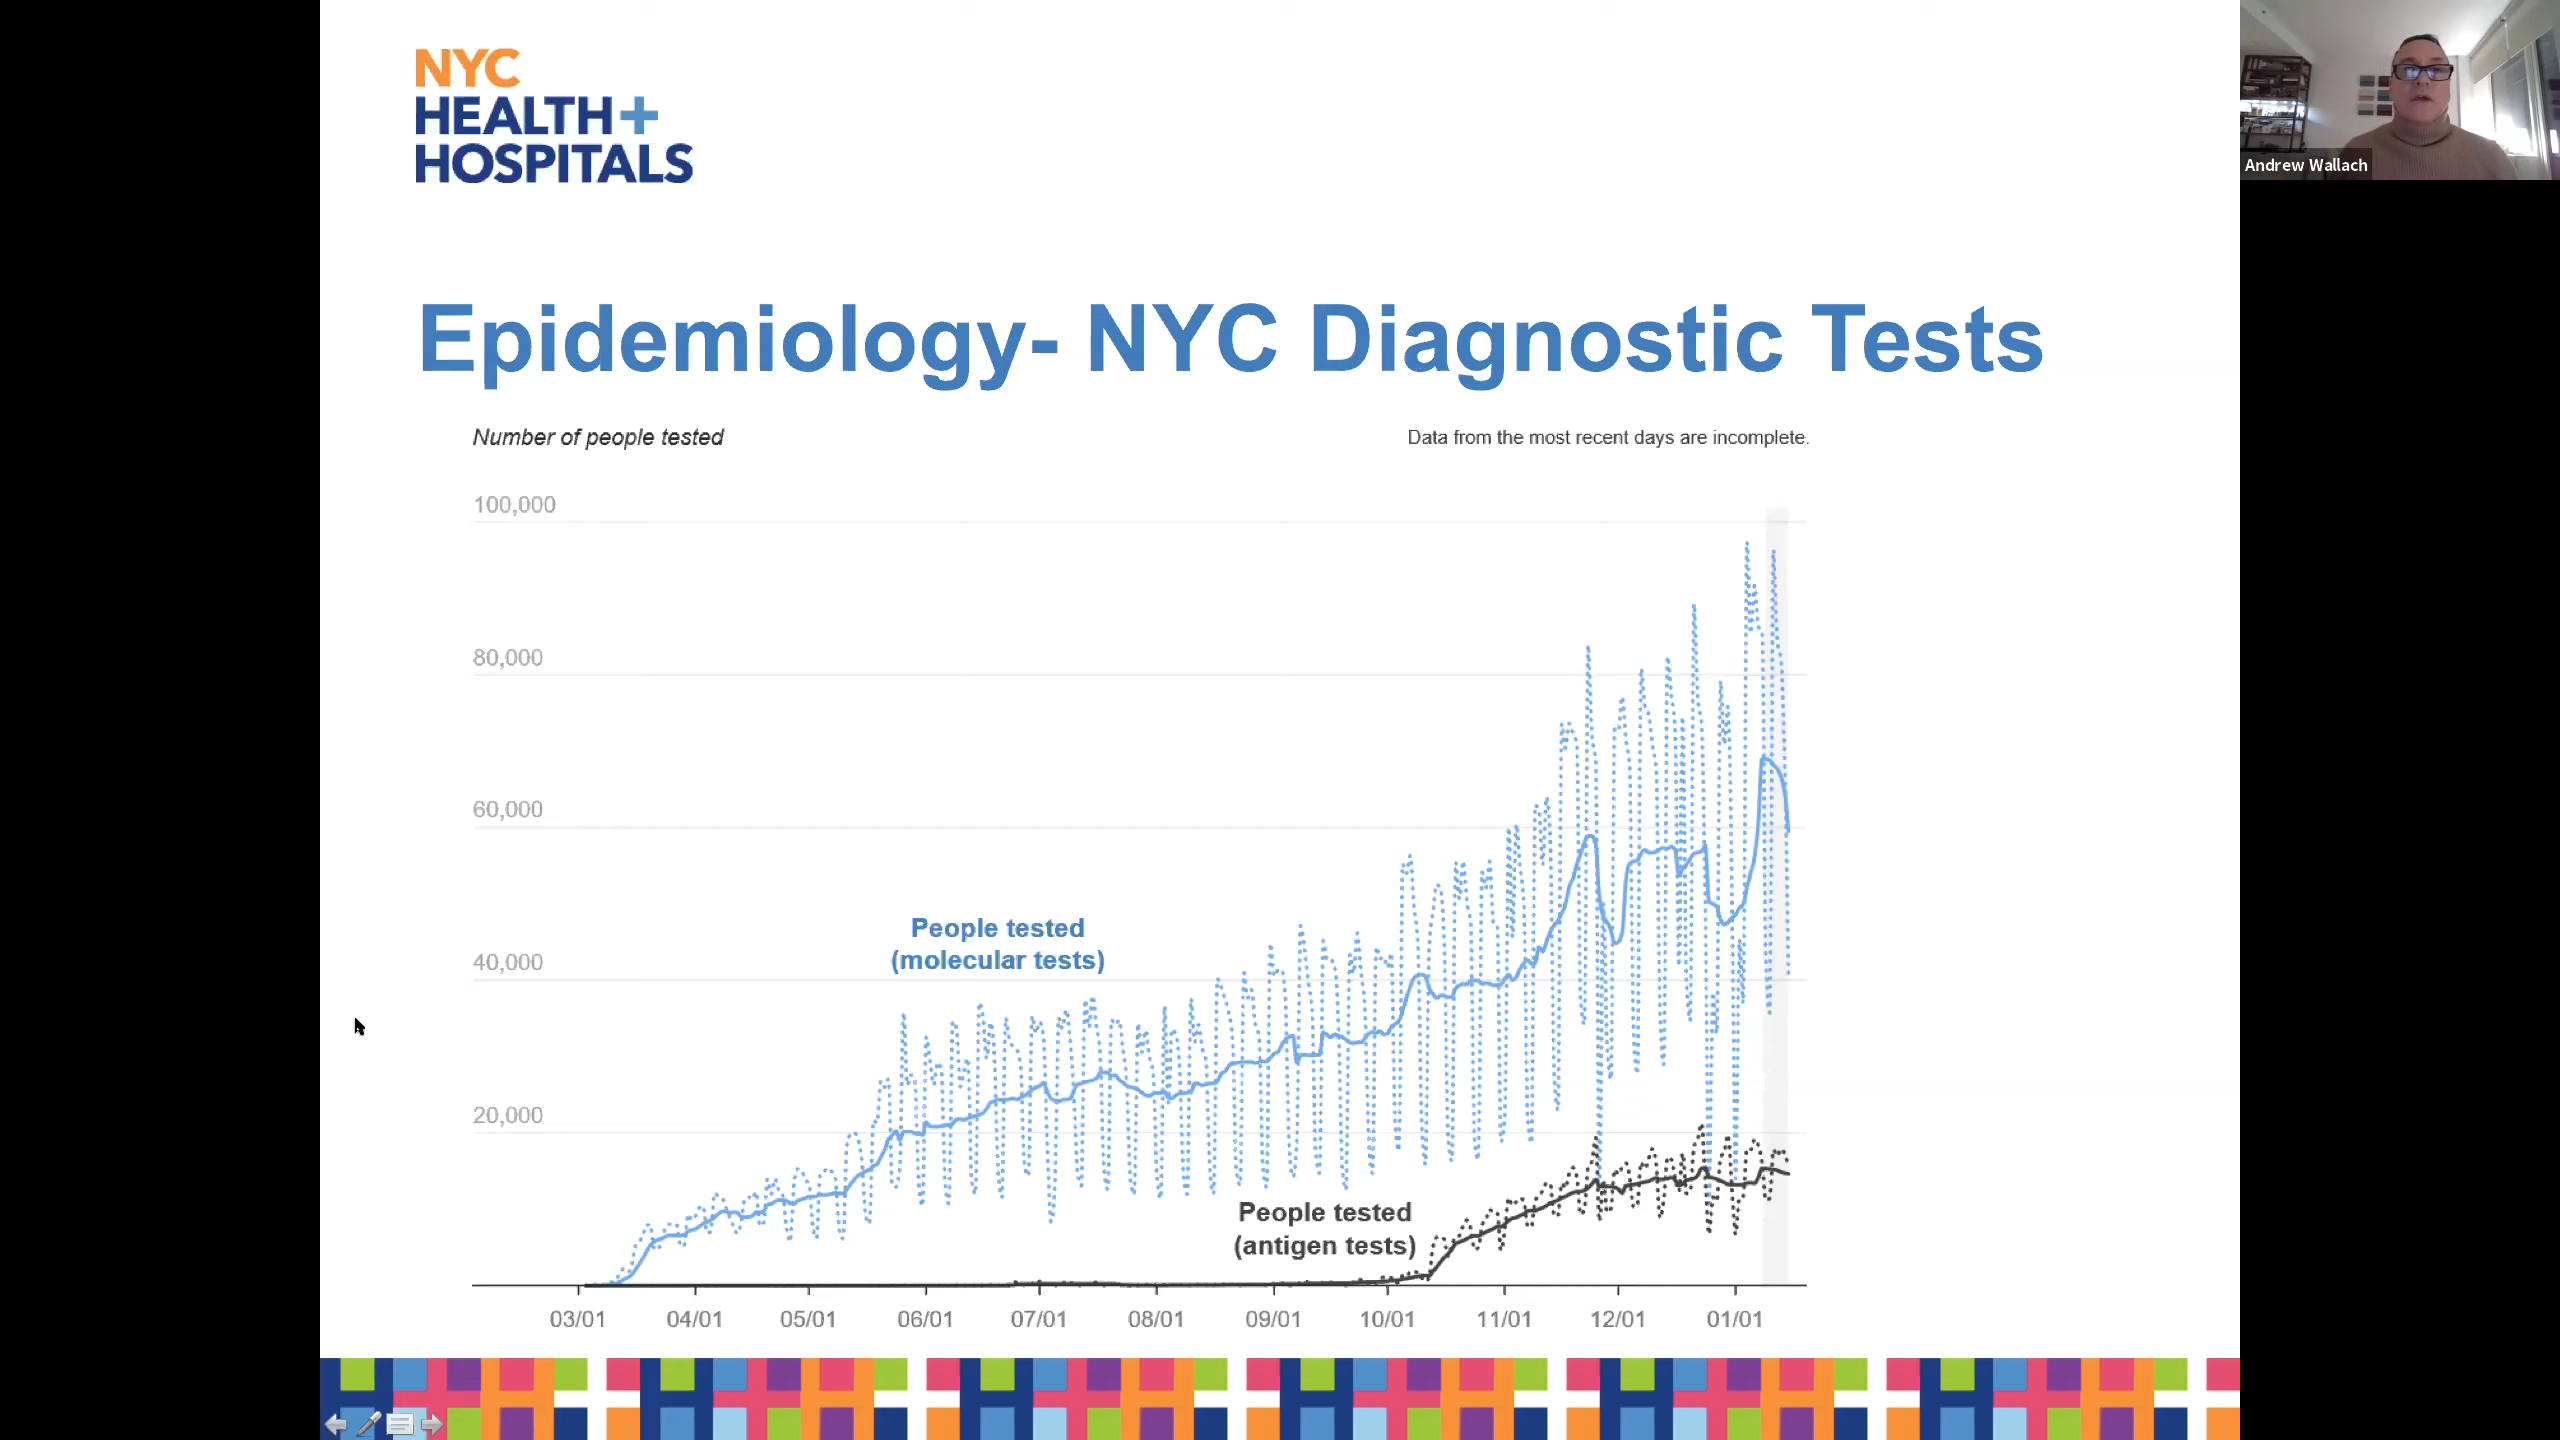 NYC
HEALTH+
HOSPITALS
Andrew Wallach
Epidemiology- NYC Diagnostic Tests
Number of people tested
Data from the most recent days are incomplete.
100,000
80,000
60,000
40,000
20,000
People tested
(molecular tests)
People tested
(antigen tests)
03/01 04/01 05/01 06/01 07/01 08/01 09/01 10/01 11/01 12/01 01/01